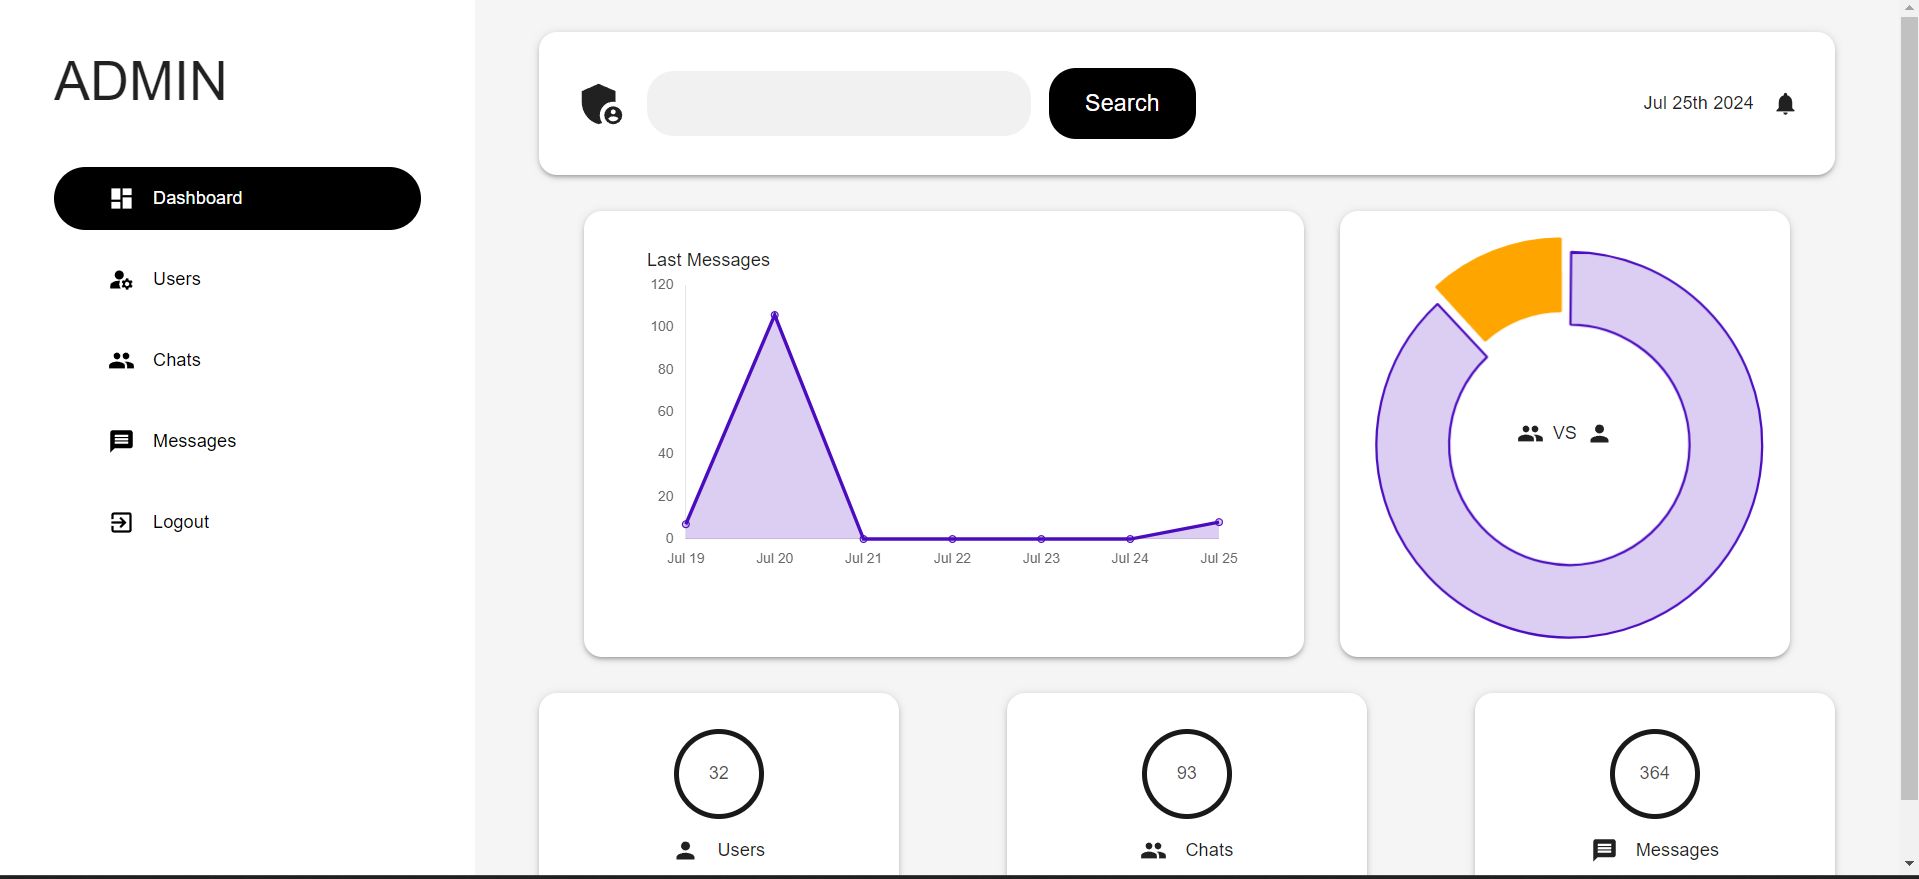 ADMIN
Dashboard
Users
Chats
Messages
Logout
Search
Jul 25th 2024
Last Messages
120
100
80
60
40
20
0
Jul 19 Jul 20 Jul 21 Jul 22 Jul 23 Jul 24 Jul 25
VS
32
Users
93
Chats
364
Messages